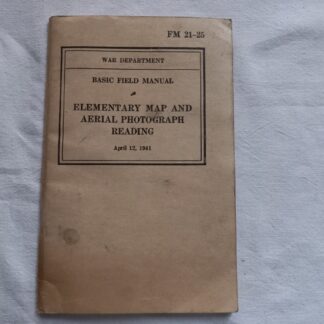 FM 21-25
WAR DEPARTMENT
BASIC FIELD MANUAL
ELEMENTARY MAP AND
AERIAL PHOTOGRAPH
READING
April 12, 1941